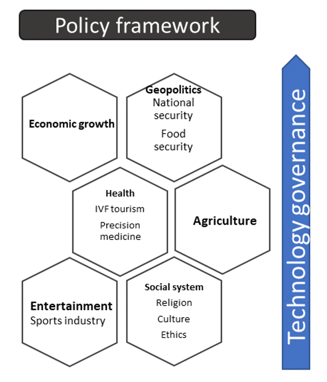 Policy framework
Economic growth
Geopolitics
National
security
Food
security
Health
IVF tourism
Precision
medicine
Agriculture
Entertainment
Sports industry
Social system
Religion
Culture
Ethics
Technology governance